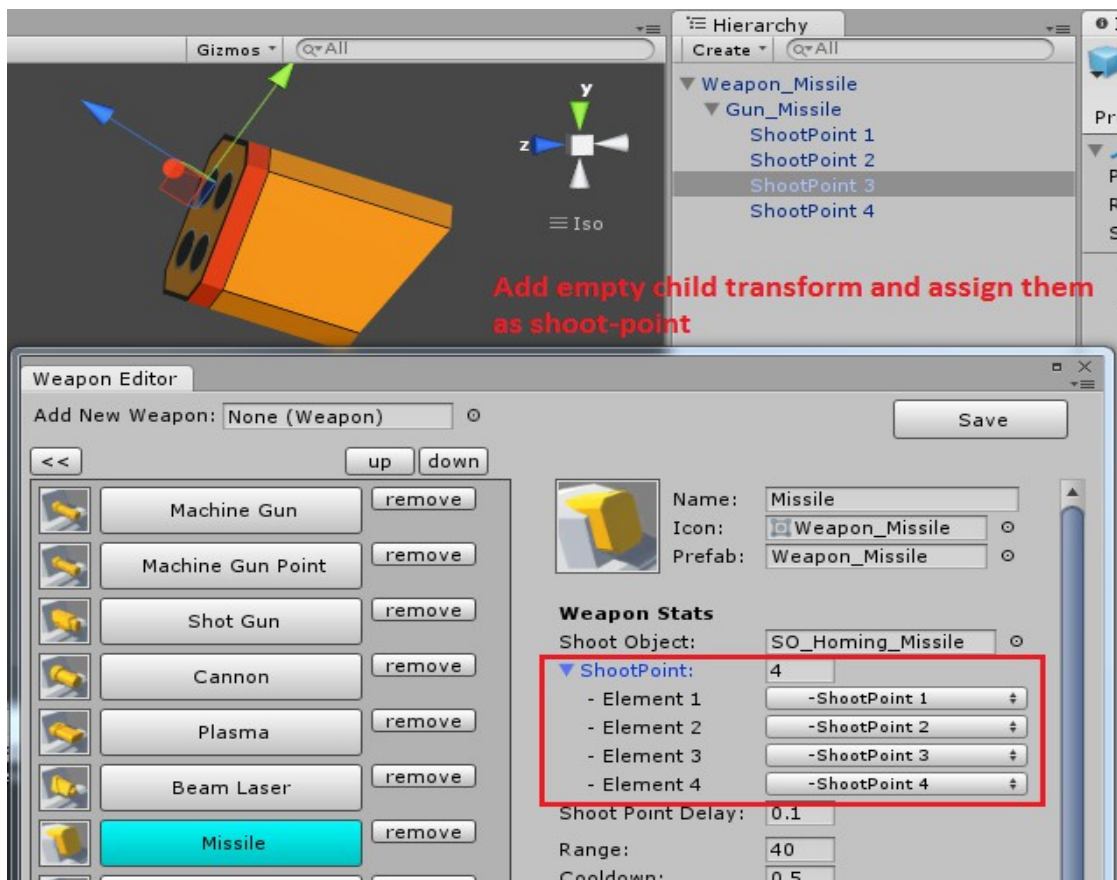 Hierarchy
Gizmos All
Create All
Weapon_Missile
Gun_Missile
ShootPoint 1
ShootPoint 2
ShootPoint 3
ShootPoint 4
Pr
P
R
S
y
z
Iso
Add empty child transform and assign them
as shoot-point
Weapon Editor
Add New Weapon: None (Weapon)
Save
<< up down
Machine Gun remove
Machine Gun Point remove
Shot Gun remove
Cannon remove
Plasma remove
Beam Laser remove
Missile remove
Name: Missile
Icon: Weapon_Missile
Prefab: Weapon_Missile
Weapon Stats
Shoot Object: SO_Homing_Missile
ShootPoint: 4
- Element 1 -ShootPoint 1
- Element 2 -ShootPoint 2
- Element 3 -ShootPoint 3
- Element 4 -ShootPoint 4
Shoot Point Delay: 0.1
Range: 40
Cooldown: 0.5